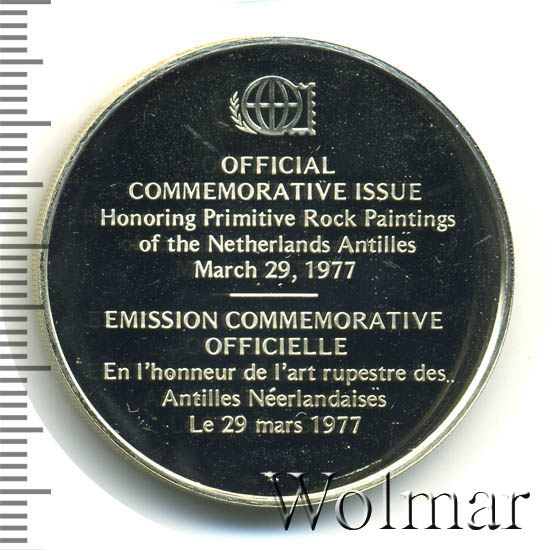 OFFICIAL
COMMEMORATIVE ISSUE
Honoring Primitive Rock Paintings
of the Netherlands Antilles
March 29, 1977
EMISSION COMMEMORATIVE
OFFICIELLE
En l'honneur de l'art rupestre des
Antilles Néerlandaises
Le 29 mars 1977
Wolmar